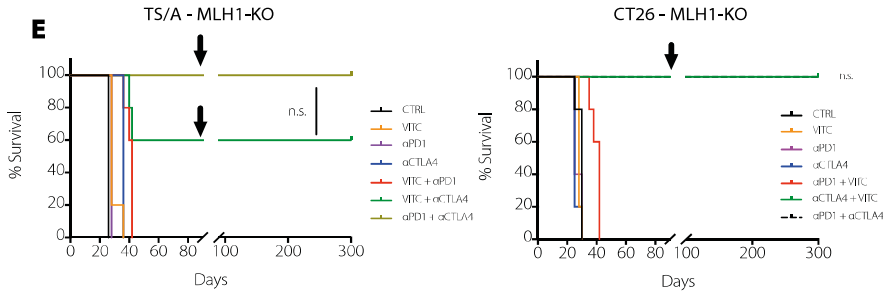 E
TS/A - MLH1-KO
% Survival
100
80
60
40
20
0
n.s.
0 20 40 60 80 100 200 300
Days
CTRL
VITC
αPD1
αCTLA4
VITC + αPD1
VITC + αCTLA4
αPD1 + αCTLA4
CT26 - MLH1-KO
% Survival
100
80
60
40
20
0
n.s.
0 20 40 60 80 100 200 300
Days
CTRL
VITC
αPD1
αCTLA4
αPD1 + VITC
αCTLA4 + VITC
αPD1 + αCTLA4